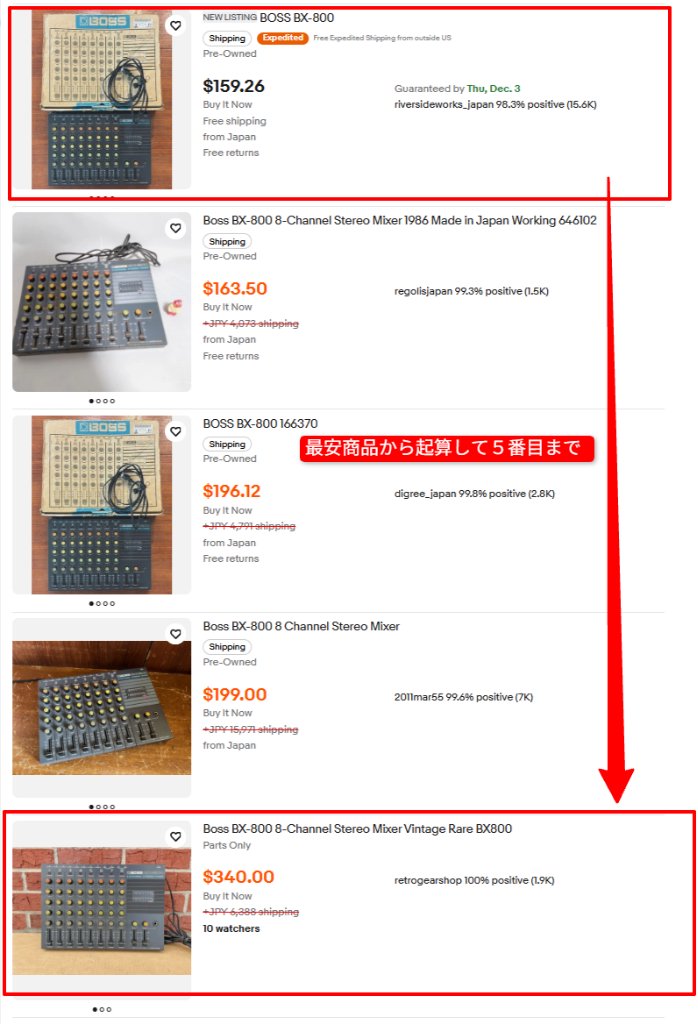 BOSS
NEW LISTING BOSS BX-800
Shipping Expedited Free Expedited Shipping from outside US
Pre-Owned
$159.26 Guaranteed by Thu, Dec. 3
Buy It Now riversideworks_japan 98.3% positive (15.6K)
Free shipping
from Japan
Free returns
Boss BX-800 8-Channel Stereo Mixer 1986 Made in Japan Working 646102
Shipping
Pre-Owned
$163.50 regolisjapan 99.3% positive (1.5K)
Buy It Now
+JPY 4,073 shipping
from Japan
Free returns
BOSS
BOSS BX-800 166370
Shipping 最安商品から起算して５番目まで
Pre-Owned
$196.12 digree_japan 99.8% positive (2.8K)
Buy It Now
+JPY 4,791 shipping
from Japan
Free returns
Boss BX-800 8 Channel Stereo Mixer
Shipping
Pre-Owned
$199.00 2011mar55 99.6% positive (7K)
Buy It Now
+JPY 15,971 shipping
from Japan
Boss BX-800 8-Channel Stereo Mixer Vintage Rare BX800
Parts Only
$340.00 retrogearshop 100% positive (1.9K)
Buy It Now
+JPY 6,388 shipping
10 watchers